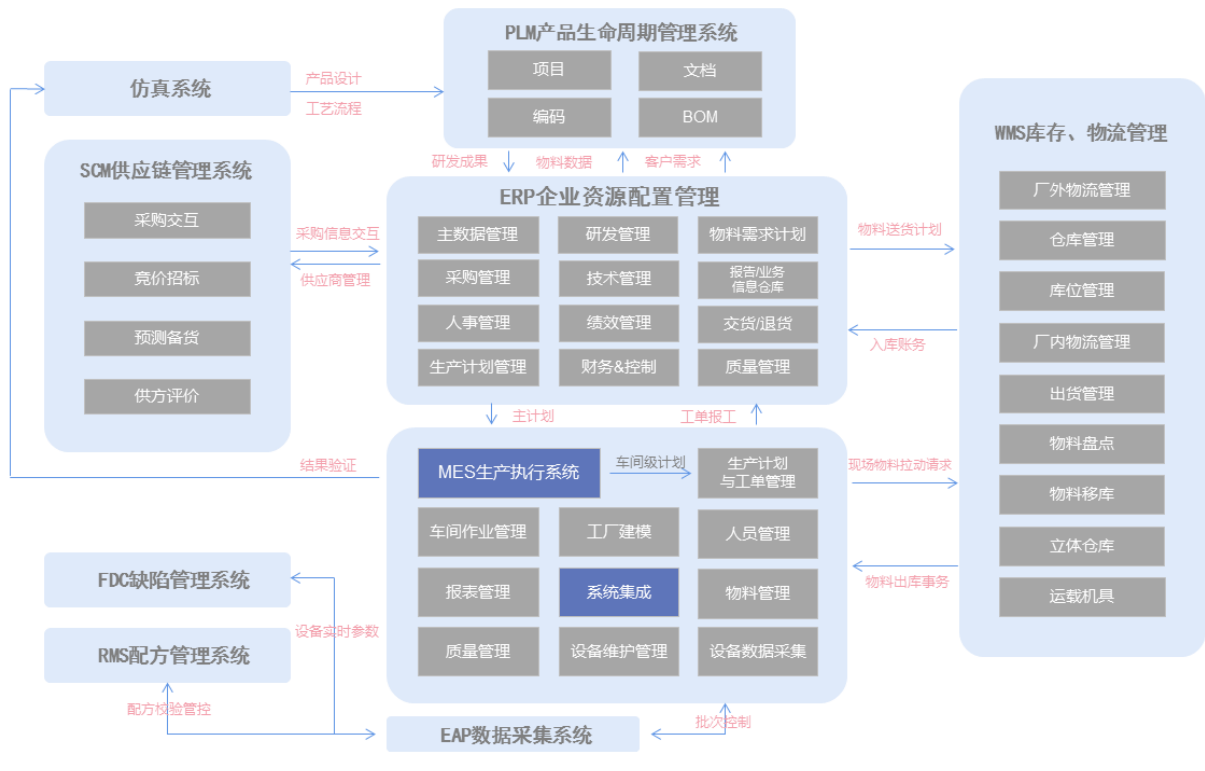 PLM产品生命周期管理系统
项目
文档
编码
BOM
仿真系统
产品设计
工艺流程
研发成果
物料数据
客户需求
SCM供应链管理系统
采购交互
竞价招标
预测备货
供方评价
采购信息交互
供应商管理
ERP企业资源配置管理
主数据管理
研发管理
物料需求计划
采购管理
技术管理
报告/业务
信息仓库
人事管理
绩效管理
交货/退货
生产计划管理
财务&控制
质量管理
物料送货计划
入库账务
WMS库存、物流管理
厂外物流管理
仓库管理
库位管理
厂内物流管理
出货管理
物料盘点
物料移库
立体仓库
运载机具
主计划
工单报工
结果验证
MES生产执行系统
车间级计划
生产计划
与工单管理
车间作业管理
工厂建模
人员管理
报表管理
系统集成
物料管理
质量管理
设备维护管理
设备数据采集
现场物料拉动请求
物料出库事务
FDC缺陷管理系统
设备实时参数
RMS配方管理系统
配方校验管控
EAP数据采集系统
批次控制